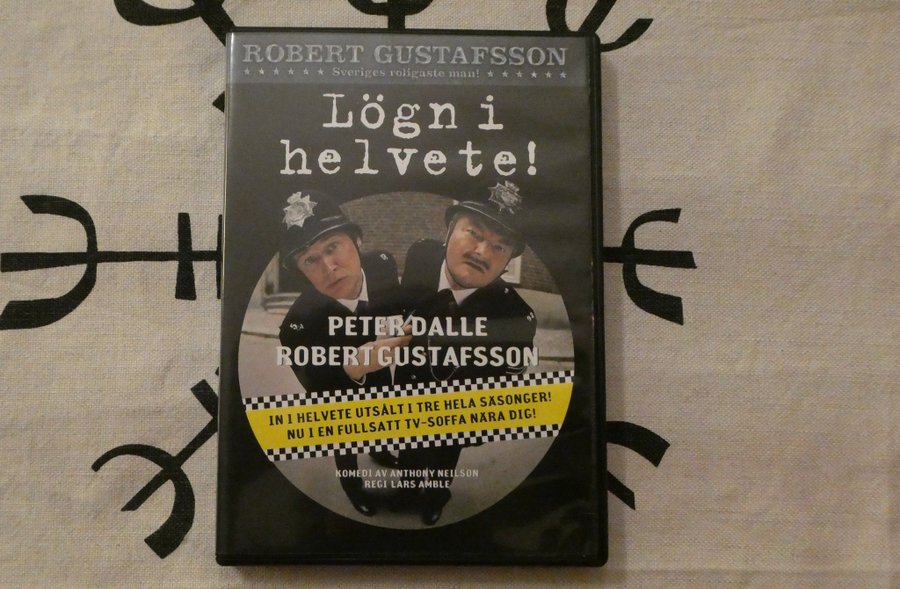 ROBERT GUSTAFSSON
Sveriges roligaste man!
Lögn i
helvete!
PETER DALLE
ROBERT GUSTAFSSON
IN I HELVETE UTSÅLT I TRE HELA SÄSONGER!
NU I EN FULLSATT TV-SOFFA NÄRA DIG!
KOMEDI AV ANTHONY NEILSON
REGI LARS AMBLE